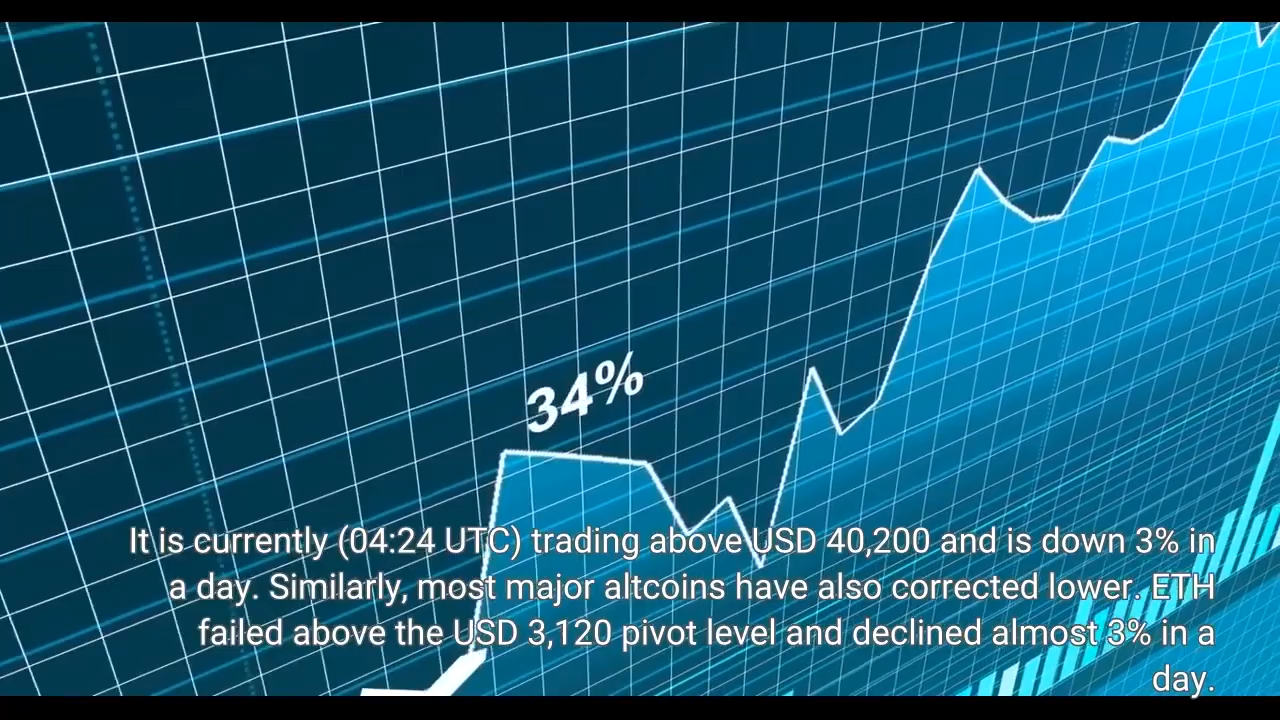 34%
It is currently (04:24 UTC) trading above USD 40,200 and is down 3% in
a day. Similarly, most major altcoins have also corrected lower. ETH
failed above the USD 3,120 pivot level and declined almost 3% in a
day.